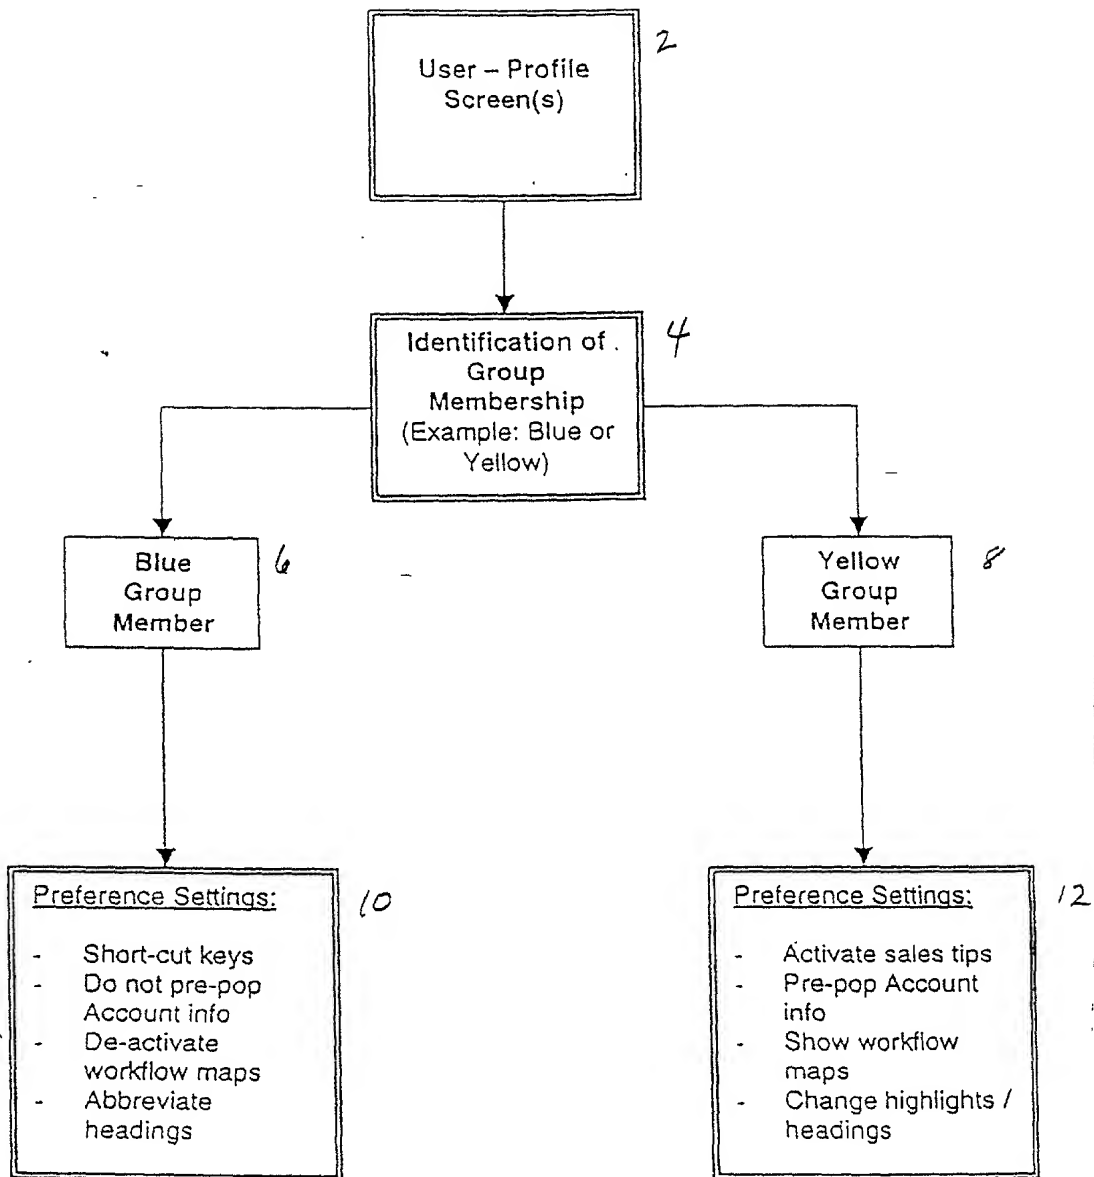 User – Profile
Screen(s)
2
Identification of
Group
Membership
(Example: Blue or
Yellow)
4
Blue
Group
Member
6
Yellow
Group
Member
8
Preference Settings:
- Short-cut keys
- Do not pre-pop
Account info
- De-activate
workflow maps
- Abbreviate
headings
10
Preference Settings:
- Activate sales tips
- Pre-pop Account
info
- Show workflow
maps
- Change highlights /
headings
12